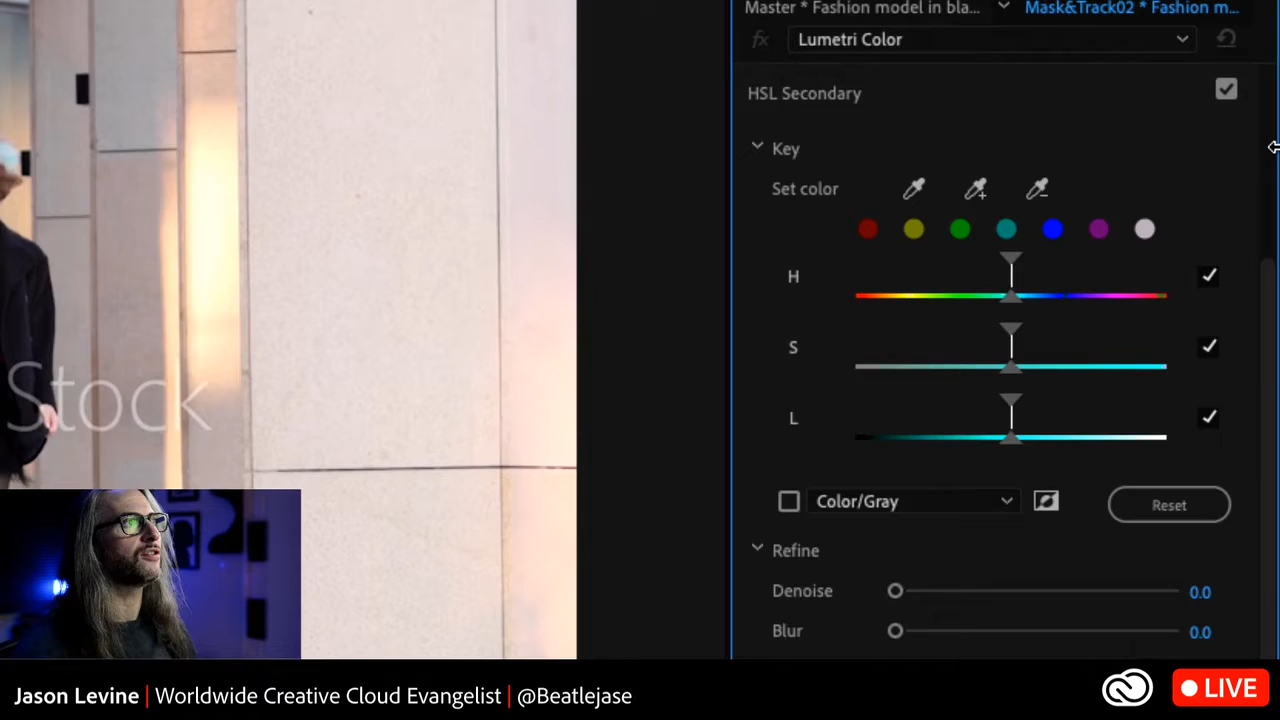 Master * Fashion model in bla...
Mask&Track02 * Fashion m...
fx
Lumetri Color
HSL Secondary
Key
Set color
H
S
L
Color/Gray
Reset
Refine
Denoise
0.0
Blur
0.0
Stock
Jason Levine | Worldwide Creative Cloud Evangelist | @Beatlejase
LIVE